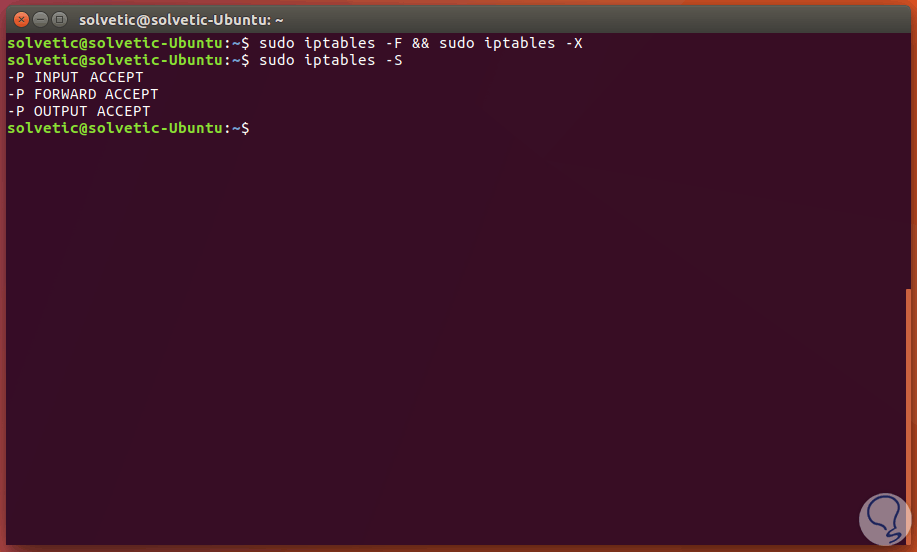 solvetic@solvetic-Ubuntu: ~
solvetic@solvetic-Ubuntu:~$ sudo iptables -F && sudo iptables -X
solvetic@solvetic-Ubuntu:~$ sudo iptables -S
-P INPUT ACCEPT
-P FORWARD ACCEPT
-P OUTPUT ACCEPT
solvetic@solvetic-Ubuntu:~$